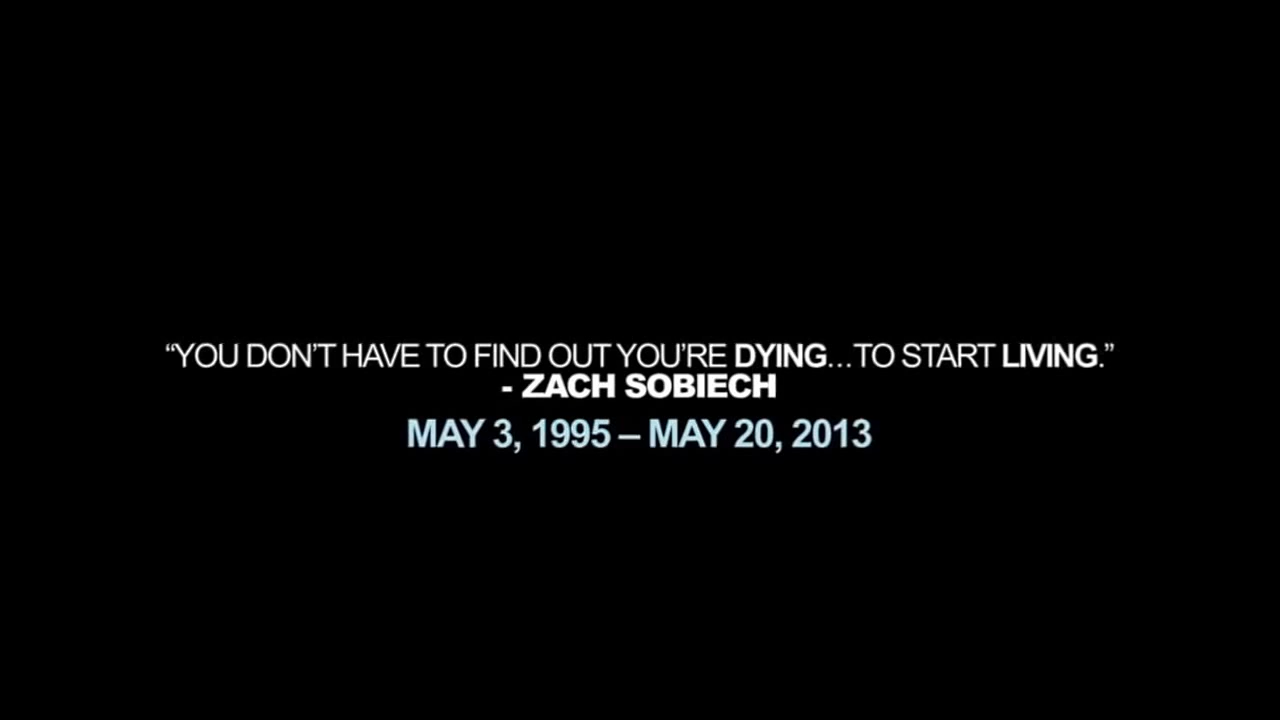 “YOU DON’T HAVE TO FIND OUT YOU’RE DYING…TO START LIVING.”
- ZACH SOBIECH
MAY 3, 1995 – MAY 20, 2013